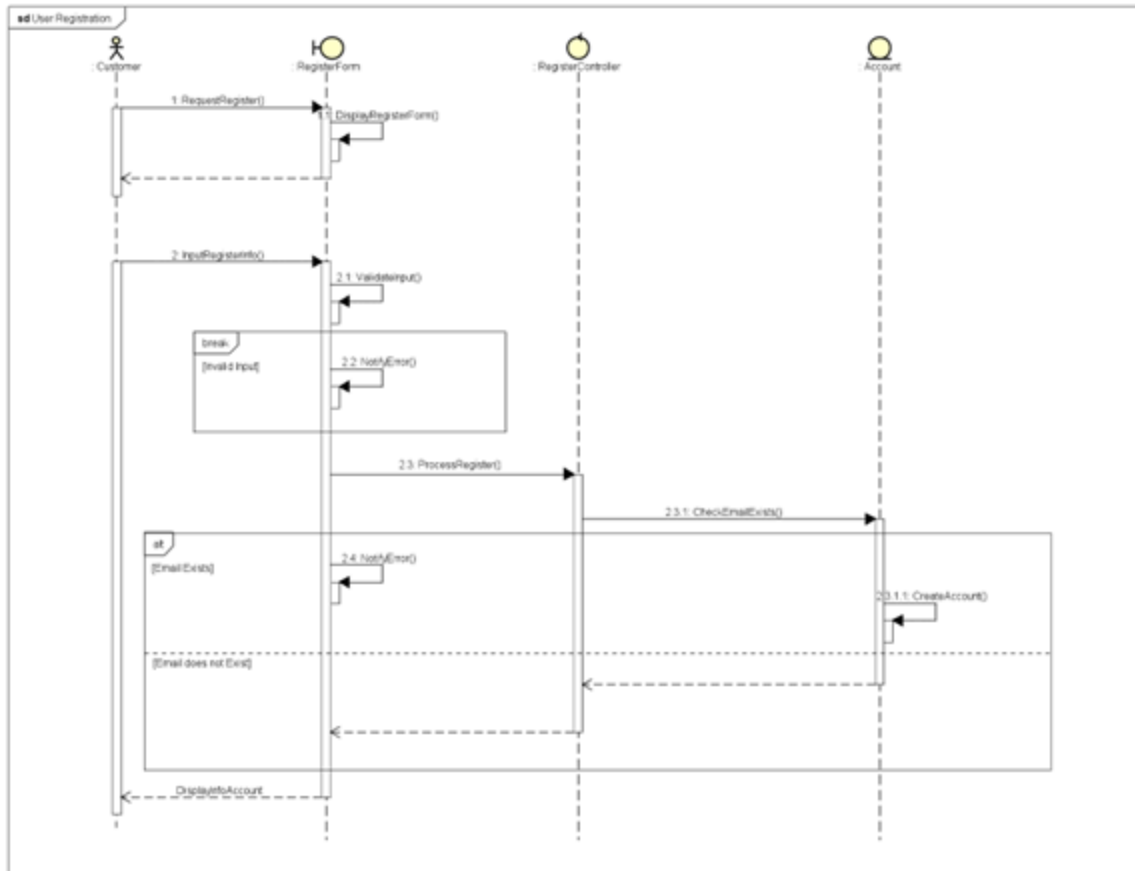 sd User Registration
: Customer
: RegisterForm
: RegisterController
: Account
1: RequestRegister()
1.1: DisplayRegisterForm()
2: InputRegisterInfo()
2.1: ValidateInput()
break
[Invalid Input]
2.2: NotifyError()
2.3: ProcessRegister()
2.3.1: CheckEmailExists()
alt
[Email Exists]
2.4: NotifyError()
2.3.1.1: CreateAccount()
[Email does not Exist]
DisplayInfoAccount